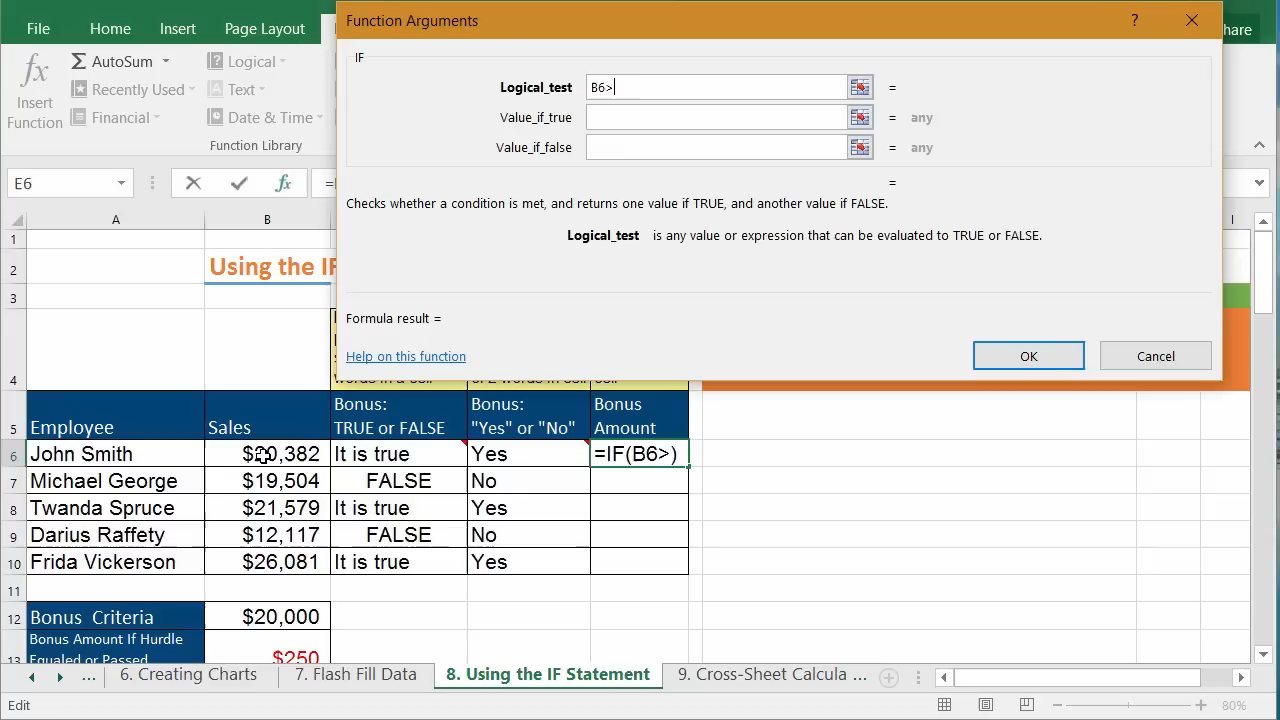 File Home Insert Page Layout
Function Arguments ? 
hare
fx Insert Function
Σ AutoSum
Recently Used
Financial
Logical
Text
Date & Time
Function Library
IF
Logical_test B6> =
Value_if_true = any
Value_if_false = any
=
Checks whether a condition is met, and returns one value if TRUE, and another value if FALSE.
Logical_test is any value or expression that can be evaluated to TRUE or FALSE.
Formula result =
Help on this function OK Cancel
E6 fx
A B I
1
2 Using the IF
3
4 words in a cell
5 Employee Sales Bonus: TRUE or FALSE Bonus: "Yes" or "No" Bonus Amount
6 John Smith $20,382 It is true Yes =IF(B6>)
7 Michael George $19,504 FALSE No
8 Twanda Spruce $21,579 It is true Yes
9 Darius Raffety $12,117 FALSE No
10 Frida Vickerson $26,081 It is true Yes
11
12 Bonus Criteria $20,000
13 Bonus Amount If Hurdle Equaled or Passed $250
... 6. Creating Charts 7. Flash Fill Data 8. Using the IF Statement 9. Cross-Sheet Calcula ...
Edit 80%